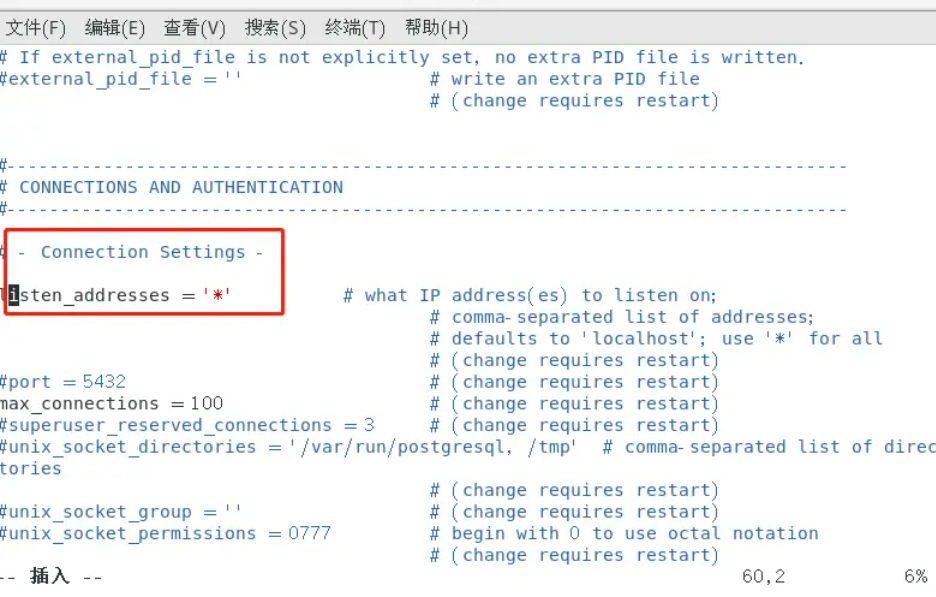 文件(F) 编辑(E) 查看(V) 搜索(S) 终端(T) 帮助(H)
# If external_pid_file is not explicitly set, no extra PID file is written.
#external_pid_file = '' # write an extra PID file
# (change requires restart)
#------------------------------------------------------------------------------
# CONNECTIONS AND AUTHENTICATION
#------------------------------------------------------------------------------
# - Connection Settings -
listen_addresses = '*' # what IP address(es) to listen on;
# comma-separated list of addresses;
# defaults to 'localhost'; use '*' for all
# (change requires restart)
#port = 5432 # (change requires restart)
max_connections = 100 # (change requires restart)
#superuser_reserved_connections = 3 # (change requires restart)
#unix_socket_directories = '/var/run/postgresql, /tmp' # comma-separated list of direc
tories
# (change requires restart)
#unix_socket_group = '' # (change requires restart)
#unix_socket_permissions = 0777 # begin with 0 to use octal notation
# (change requires restart)
-- 插入 -- 60,2 6%